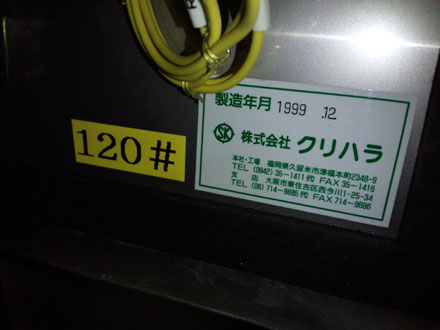 製造年月 1999 .12
SK 株式会社 クリハラ
本社・工場 福岡県久留米市津福本町2348-9
TEL (0942) 35-1411代 FAX 35-1416
支 店 大阪市東住吉区西今川1-25-34
TEL (06) 714-9685代 FAX 714-9686
120#